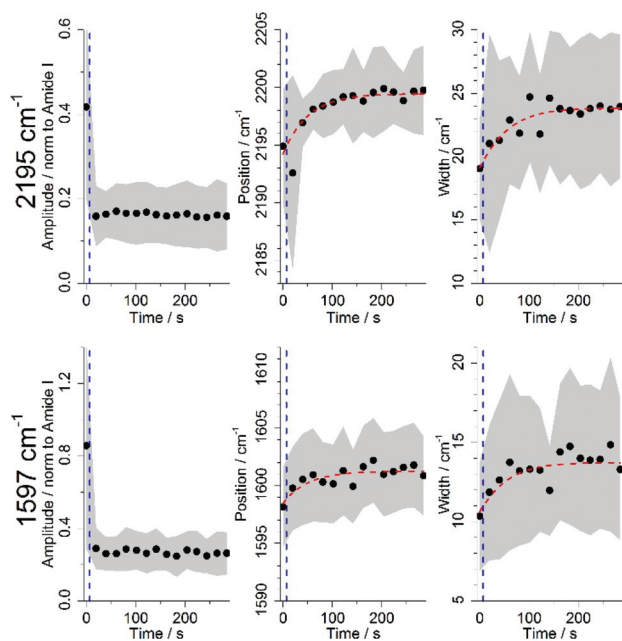 2195 cm⁻¹
Amplitude / norm to Amide I
0.0 0.2 0.4 0.6
0 100 200
Time / s
Position / cm⁻¹
2185 2190 2195 2200 2205
0 100 200
Time / s
Width / cm⁻¹
10 15 20 25 30
0 100 200
Time / s
1597 cm⁻¹
Amplitude / norm to Amide I
0.0 0.4 0.8 1.2
0 100 200
Time / s
Position / cm⁻¹
1590 1595 1600 1605 1610
0 100 200
Time / s
Width / cm⁻¹
5 10 15 20
0 100 200
Time / s